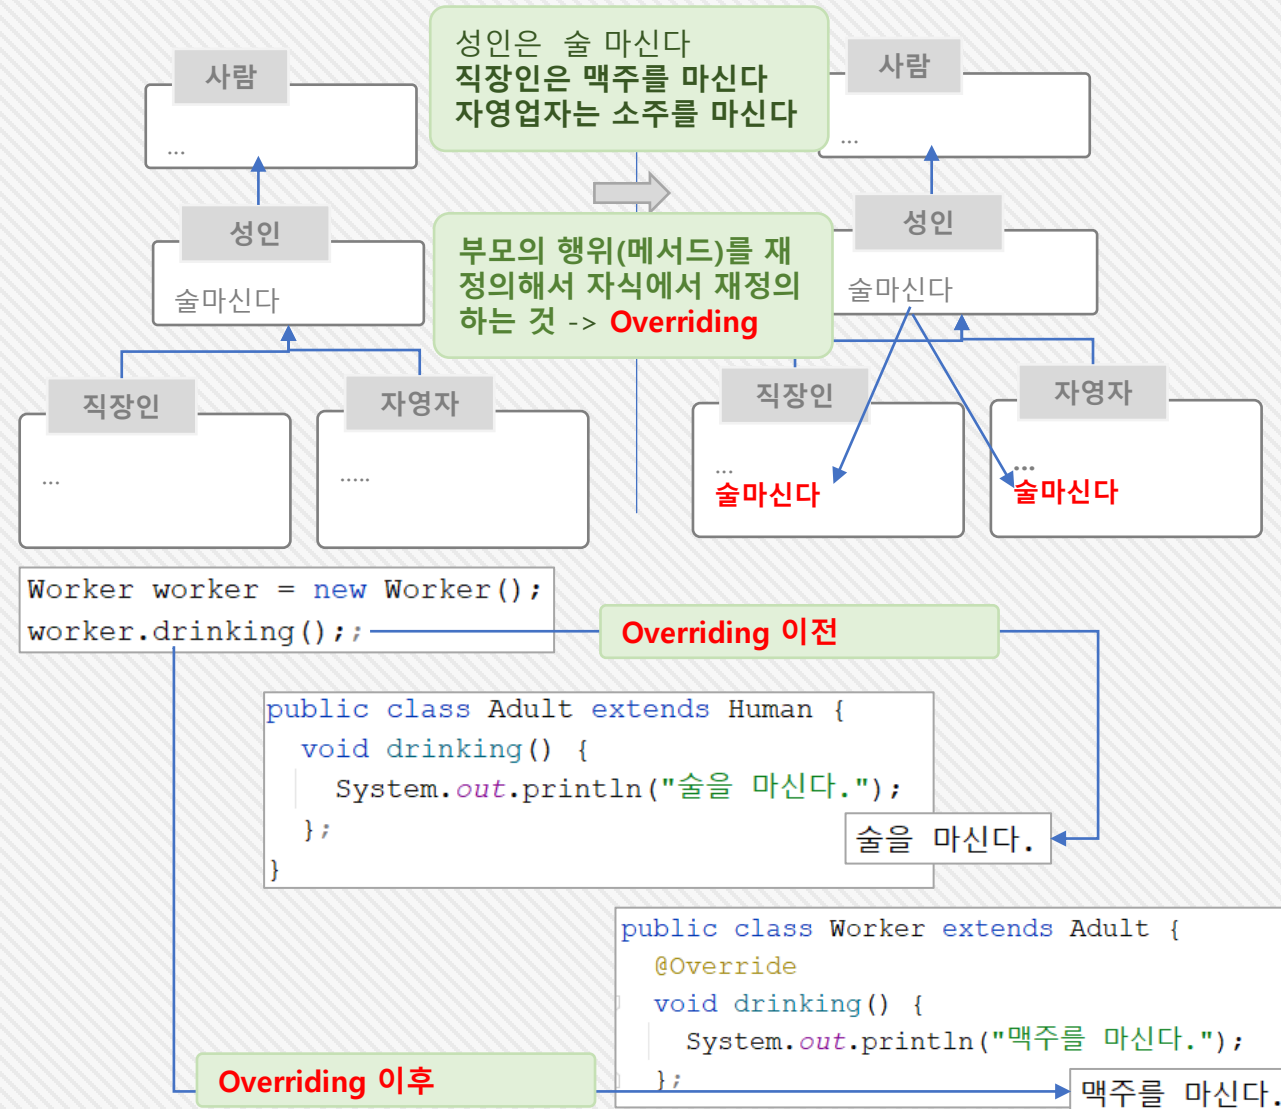 성인은 술 마신다
직장인은 맥주를 마신다
자영업자는 소주를 마신다
사람
...
성인
술마신다
직장인
...
자영자
.....
부모의 행위(메서드)를 재
정의해서 자식에서 재정의
하는 것 -> Overriding
사람
...
성인
술마신다
직장인
...
술마신다
자영자
...
술마신다
Worker worker = new Worker();
worker.drinking();;
Overriding 이전
public class Adult extends Human {
void drinking() {
System.out.println("술을 마신다.");
};
}
술을 마신다.
public class Worker extends Adult {
@Override
void drinking() {
System.out.println("맥주를 마신다.");
};
Overriding 이후
맥주를 마신다.